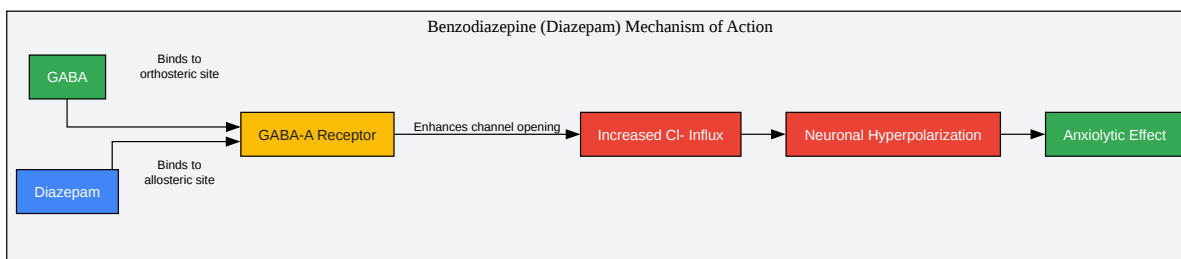 Benzodiazepine (Diazepam) Mechanism of Action
GABA
Binds to
orthosteric site
GABA-A Receptor
Enhances channel opening
Increased Cl- Influx
Neuronal Hyperpolarization
Anxiolytic Effect
Binds to
allosteric site
Diazepam